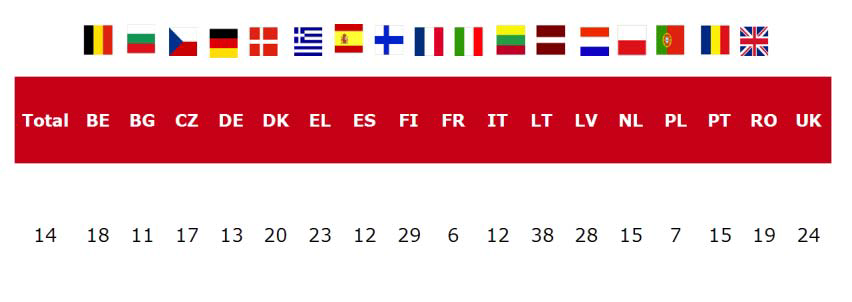 Total BE BG CZ DE DK EL ES FI FR IT LT LV NL PL PT RO UK
14 18 11 17 13 20 23 12 29 6 12 38 28 15 7 15 19 24